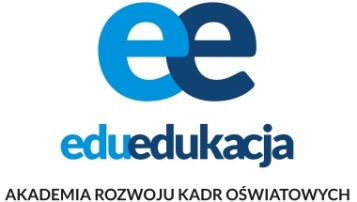 ee
eduedukacja
AKADEMIA ROZWOJU KADR OŚWIATOWYCH